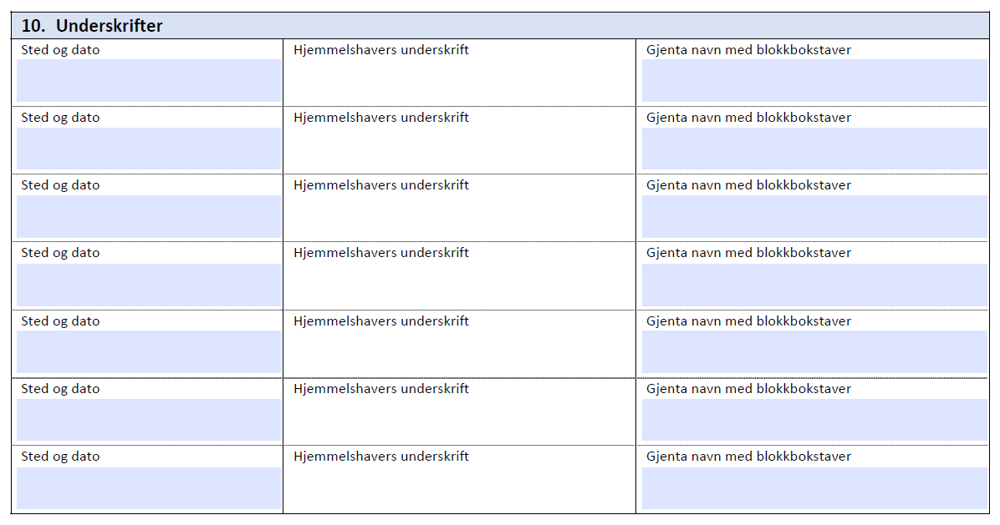 10. Underskrifter
Sted og dato Hjemmelshavers underskrift Gjenta navn med blokkbokstaver
Sted og dato Hjemmelshavers underskrift Gjenta navn med blokkbokstaver
Sted og dato Hjemmelshavers underskrift Gjenta navn med blokkbokstaver
Sted og dato Hjemmelshavers underskrift Gjenta navn med blokkbokstaver
Sted og dato Hjemmelshavers underskrift Gjenta navn med blokkbokstaver
Sted og dato Hjemmelshavers underskrift Gjenta navn med blokkbokstaver
Sted og dato Hjemmelshavers underskrift Gjenta navn med blokkbokstaver